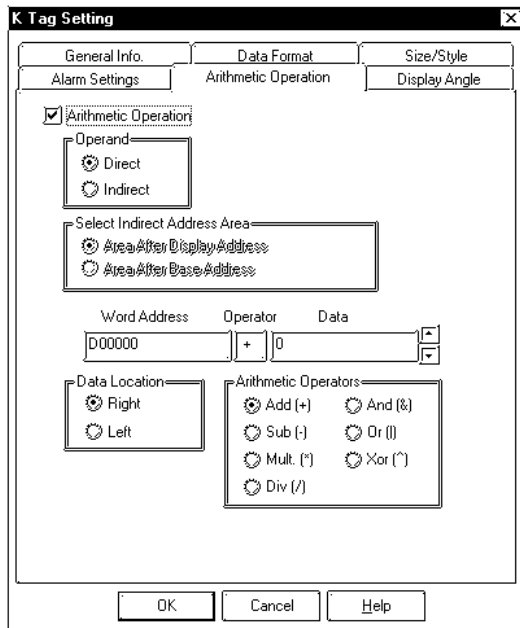 K Tag Setting
General Info. Data Format Size/Style
Alarm Settings Arithmetic Operation Display Angle
Arithmetic Operation
Operand
Direct
Indirect
Select Indirect Address Area
Area After Display Address
Area After Base Address
Word Address Operator Data
D00000 + 0
Data Location Arithmetic Operators
Right Add (+) And (&)
Left Sub (-) Or (|)
Mult. (*) Xor (^)
Div (/)
OK Cancel Help